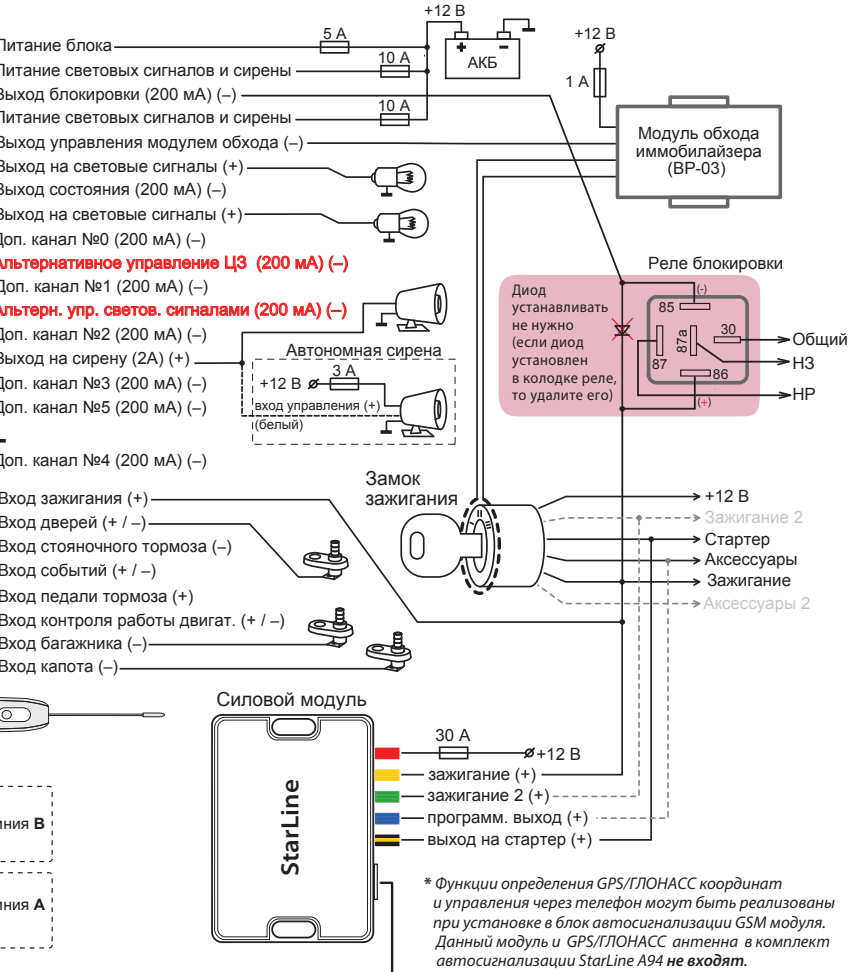 +12 В
5 А
Питание блока
10 А
АКБ
+
–
Питание световых сигналов и сирены
Выход блокировки (200 мА) (–)
10 А
Питание световых сигналов и сирены
Выход управления модулем обхода (–)
Выход на световые сигналы (+)
Выход состояния (200 мА) (–)
Выход на световые сигналы (+)
Доп. канал №0 (200 мА) (–)
Альтернативное управление ЦЗ (200 мА) (–)
Доп. канал №1 (200 мА) (–)
Альтерн. упр. светов. сигналами (200 мА) (–)
Доп. канал №2 (200 мА) (–)
Выход на сирену (2А) (+)
Доп. канал №3 (200 мА) (–)
Доп. канал №5 (200 мА) (–)
Доп. канал №4 (200 мА) (–)
Автономная сирена
3 А
+12 В
вход управления (+)
(белый)
+12 В
1 А
Модуль обхода
иммобилайзера
(BP-03)
Реле блокировки
Диод
устанавливать
не нужно
(если диод
установлен
в колодке реле,
то удалите его)
(-)
85
30
87a
87
86
(+)
Общий
НЗ
НР
Вход зажигания (+)
Вход дверей (+ / –)
Вход стояночного тормоза (–)
Вход событий (+ / –)
Вход педали тормоза (+)
Вход контроля работы двигат. (+ / –)
Вход багажника (–)
Вход капота (–)
Замок
зажигания
II
III
+12 В
Зажигание 2
Стартер
Аксессуары
Зажигание
Аксессуары 2
Силовой модуль
StarLine
30 А
+12 В
зажигание (+)
зажигание 2 (+)
программ. выход (+)
выход на стартер (+)
ния В
ния А
* Функции определения GPS/ГЛОНАСС координат
и управления через телефон могут быть реализованы
при установке в блок автосигнализации GSM модуля.
Данный модуль и GPS/ГЛОНАСС антенна в комплект
автосигнализации StarLine A94 не входят.